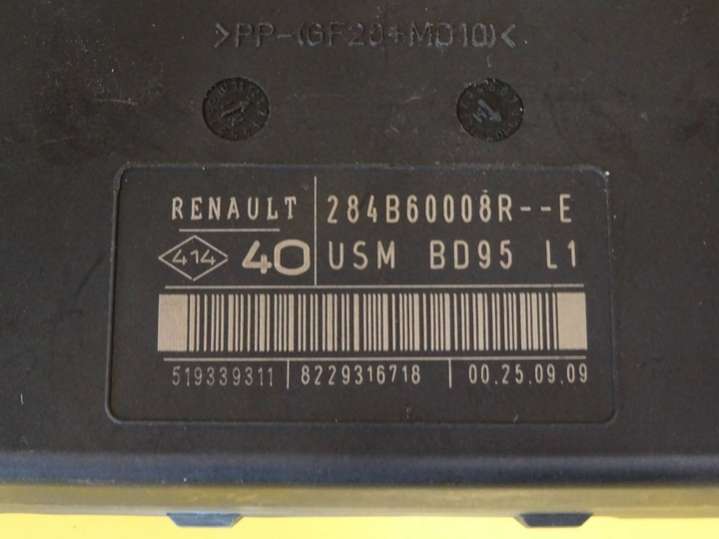 >PP-(GF20+MD10)<
RENAULT 284B60008R--E
414 40 USM BD95 L1
519339311 8229316718 00.25.09.09